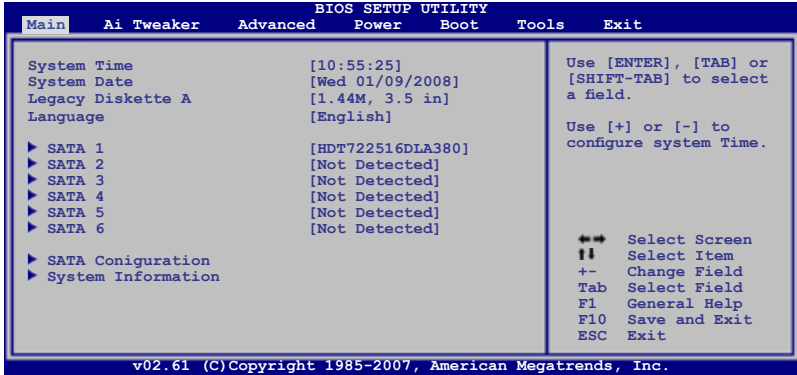 BIOS SETUP UTILITY
Main Ai Tweaker Advanced Power Boot Tools Exit
System Time [10:55:25]
System Date [Wed 01/09/2008]
Legacy Diskette A [1.44M, 3.5 in]
Language [English]
SATA 1 [HDT722516DLA380]
SATA 2 [Not Detected]
SATA 3 [Not Detected]
SATA 4 [Not Detected]
SATA 5 [Not Detected]
SATA 6 [Not Detected]
SATA Coniguration
System Information
Use [ENTER], [TAB] or
[SHIFT-TAB] to select
a field.
Use [+] or [-] to
configure system Time.
Select Screen
Select Item
+- Change Field
Tab Select Field
F1 General Help
F10 Save and Exit
ESC Exit
v02.61 (C)Copyright 1985-2007, American Megatrends, Inc.